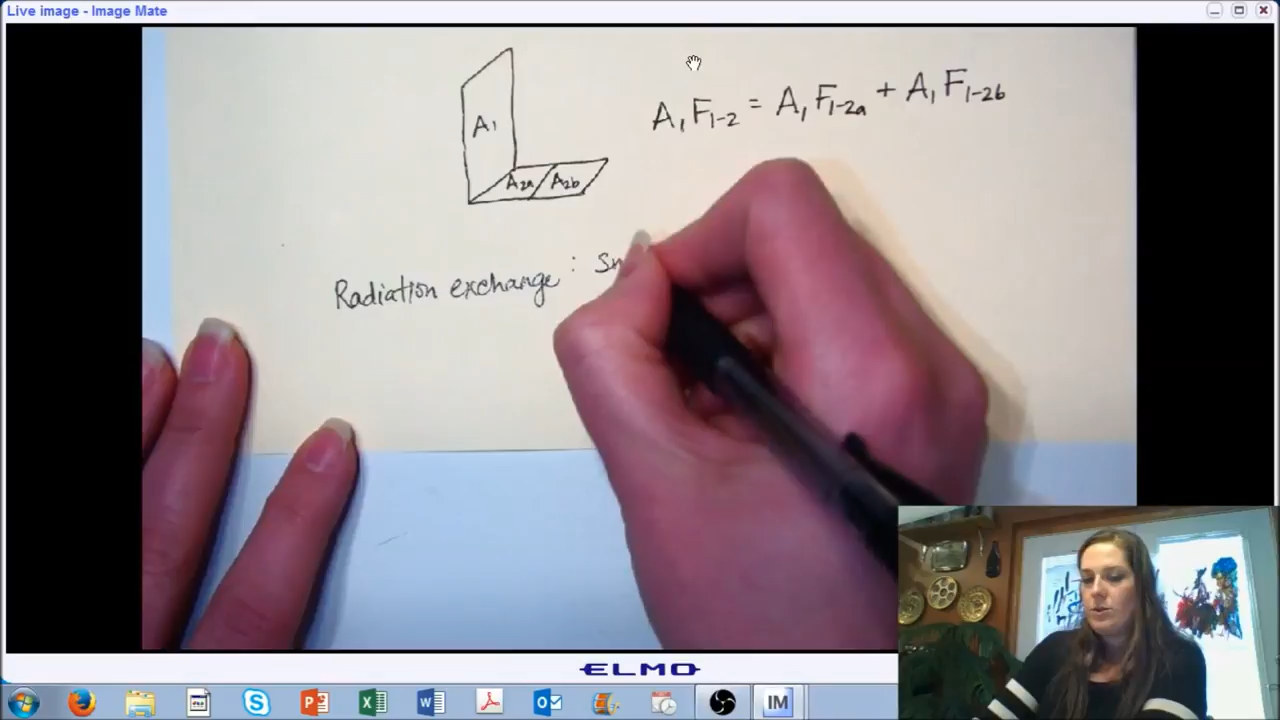 Live image - Image Mate
A₁F₁₋₂ = A₁F₁₋₂ₐ + A₁F₁₋₂b
A₁
A₂ₐ A₂b
Radiation exchange :
ELMO
IM